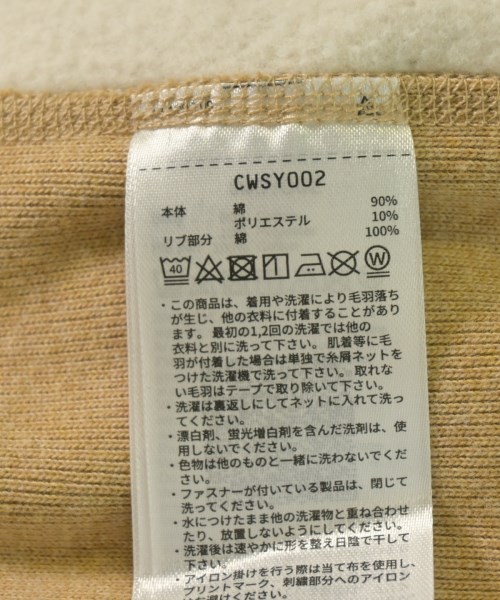 CWSY002
本体 綿 90%
ポリエステル 10%
リブ部分 綿 100%
40 W
・この商品は、着用や洗濯により毛羽落ち
が生じ、他の衣料に付着することがあり
ます。最初の1,2回の洗濯では他の
衣料と別に洗って下さい。肌着等に毛
羽が付着した場合は単独で糸屑ネットを
つけた洗濯機で洗って下さい。取れな
い毛羽はテープで取り除いて下さい。
・洗濯は裏返しにしてネットに入れて洗っ
てください。
・漂白剤、蛍光増白剤を含んだ洗剤は、使
用しないでください。
・色物は他のものと一緒に洗わないでくだ
さい。
・ファスナーが付いている製品は、閉じて
洗ってください。
・水につけたまま他の洗濯物と重ね合わせ
たり、放置しないようにしてください。
・洗濯後は速やかに形を整え日陰で干して
下さい。
・アイロン掛けを行う際は当て布を使用し、
プリントマーク、刺繍部分へのアイロン
は避けください。